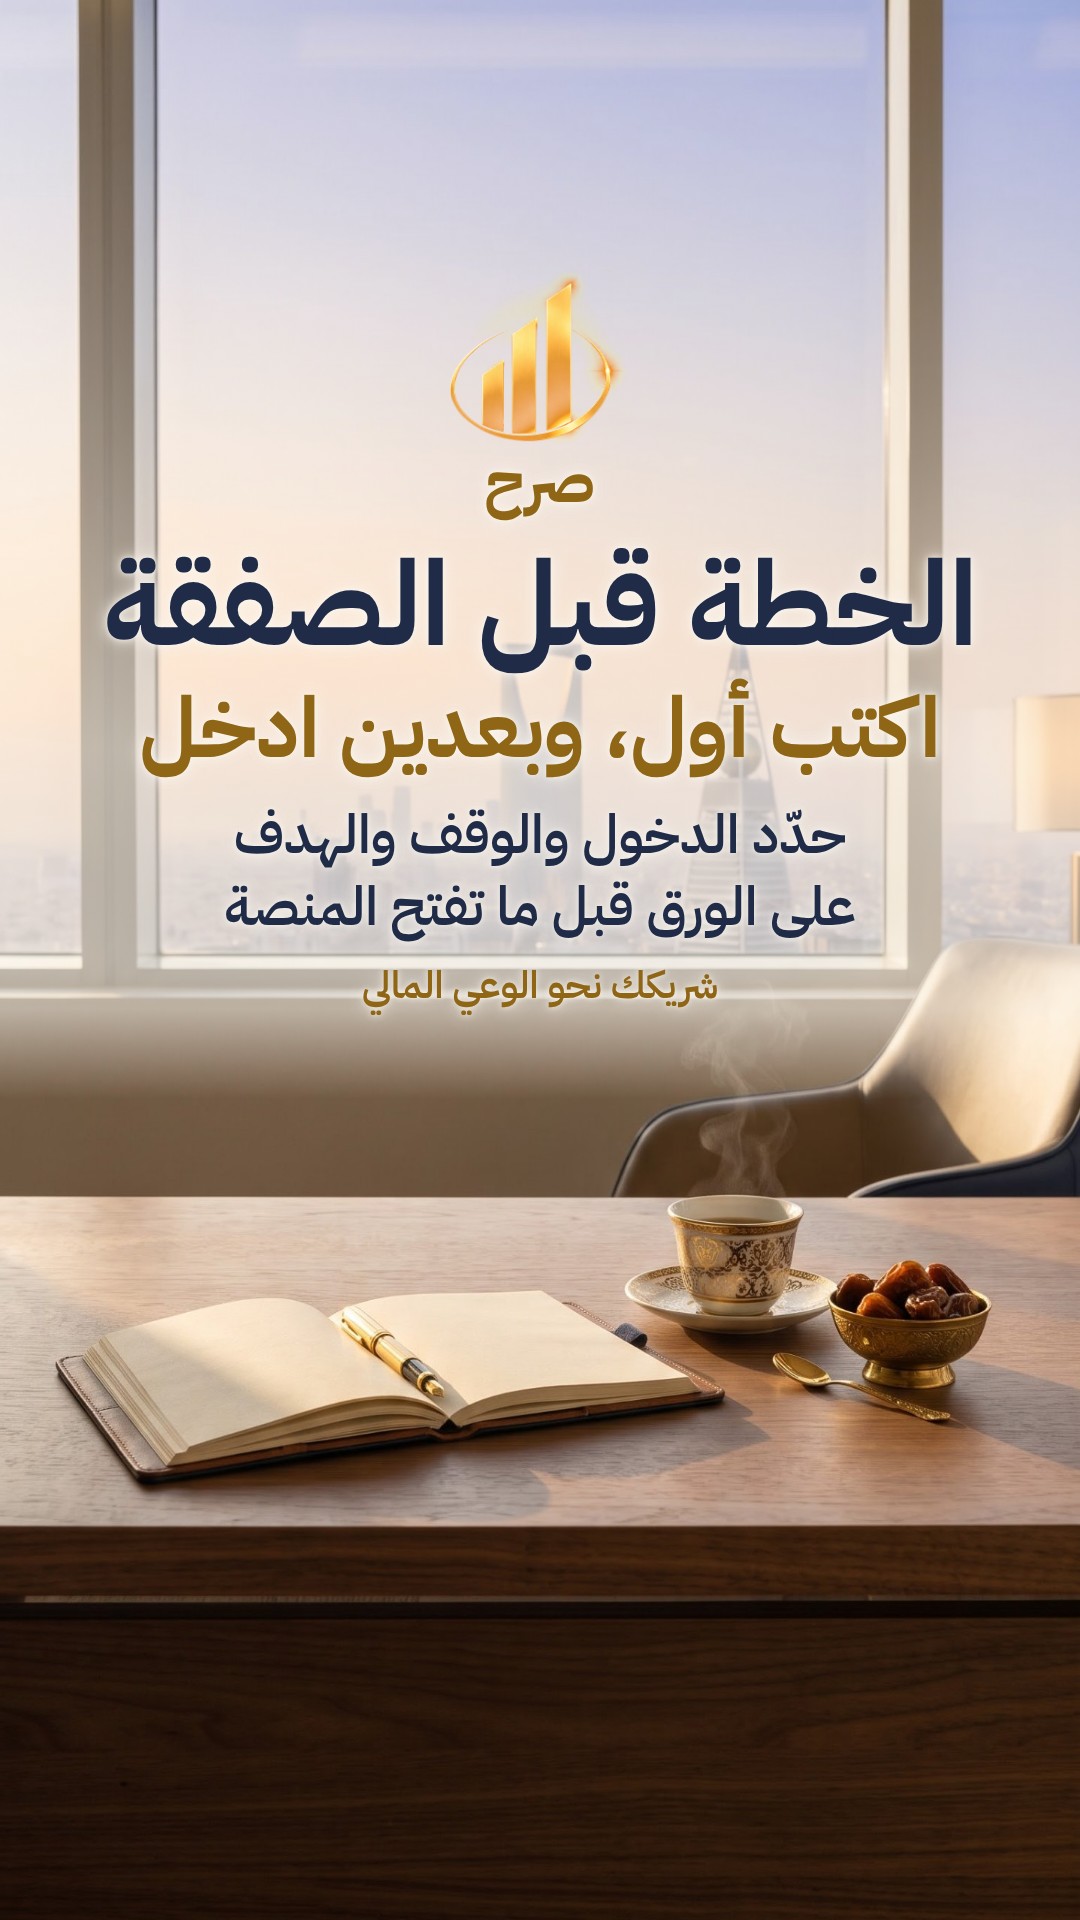 صرح
الخطة قبل الصفقة
اكتب أول، وبعدين ادخل
حدّد الدخول والوقف والهدف
على الورق قبل ما تفتح المنصة
شريكك نحو الوعي المالي